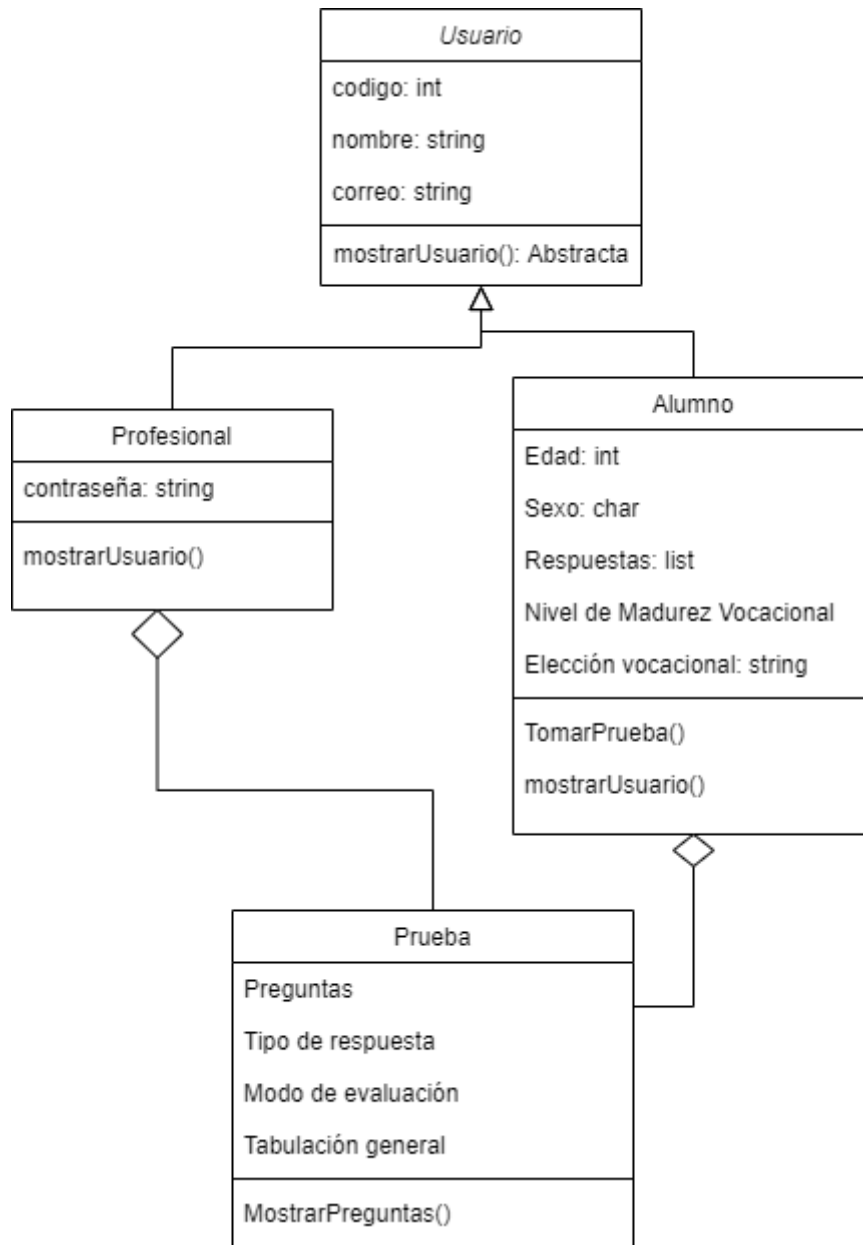 Usuario
codigo: int
nombre: string
correo: string
mostrarUsuario(): Abstracta
Profesional
contraseña: string
mostrarUsuario()
Alumno
Edad: int
Sexo: char
Respuestas: list
Nivel de Madurez Vocacional
Elección vocacional: string
TomarPrueba()
mostrarUsuario()
Prueba
Preguntas
Tipo de respuesta
Modo de evaluación
Tabulación general
MostrarPreguntas()